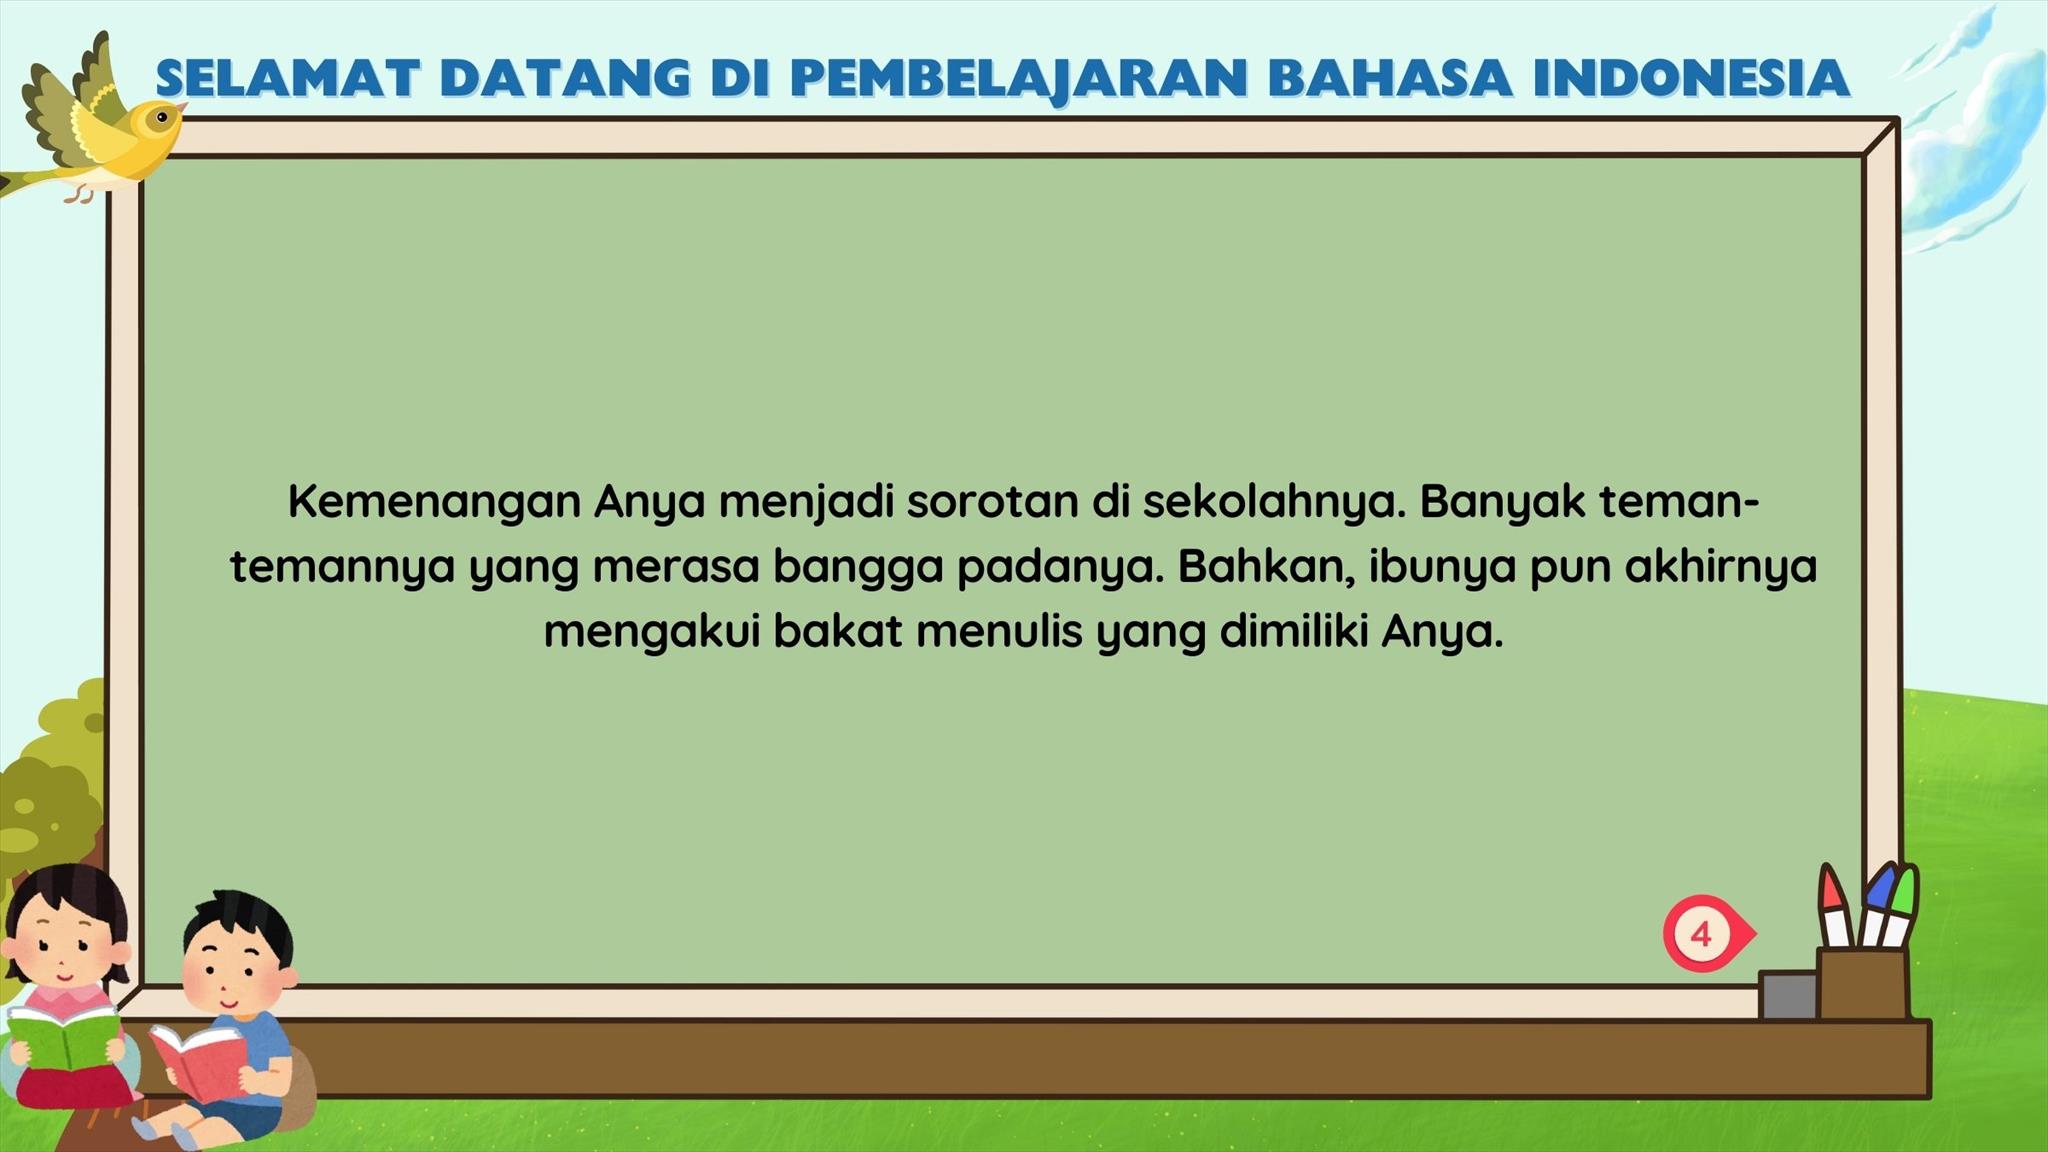 SELAMAT DATANG DI PEMBELAJARAN BAHASA INDONESIA
Kemenangan Anya menjadi sorotan di sekolahnya. Banyak teman-
temannya yang merasa bangga padanya. Bahkan, ibunya pun akhirnya
mengakui bakat menulis yang dimiliki Anya.
4